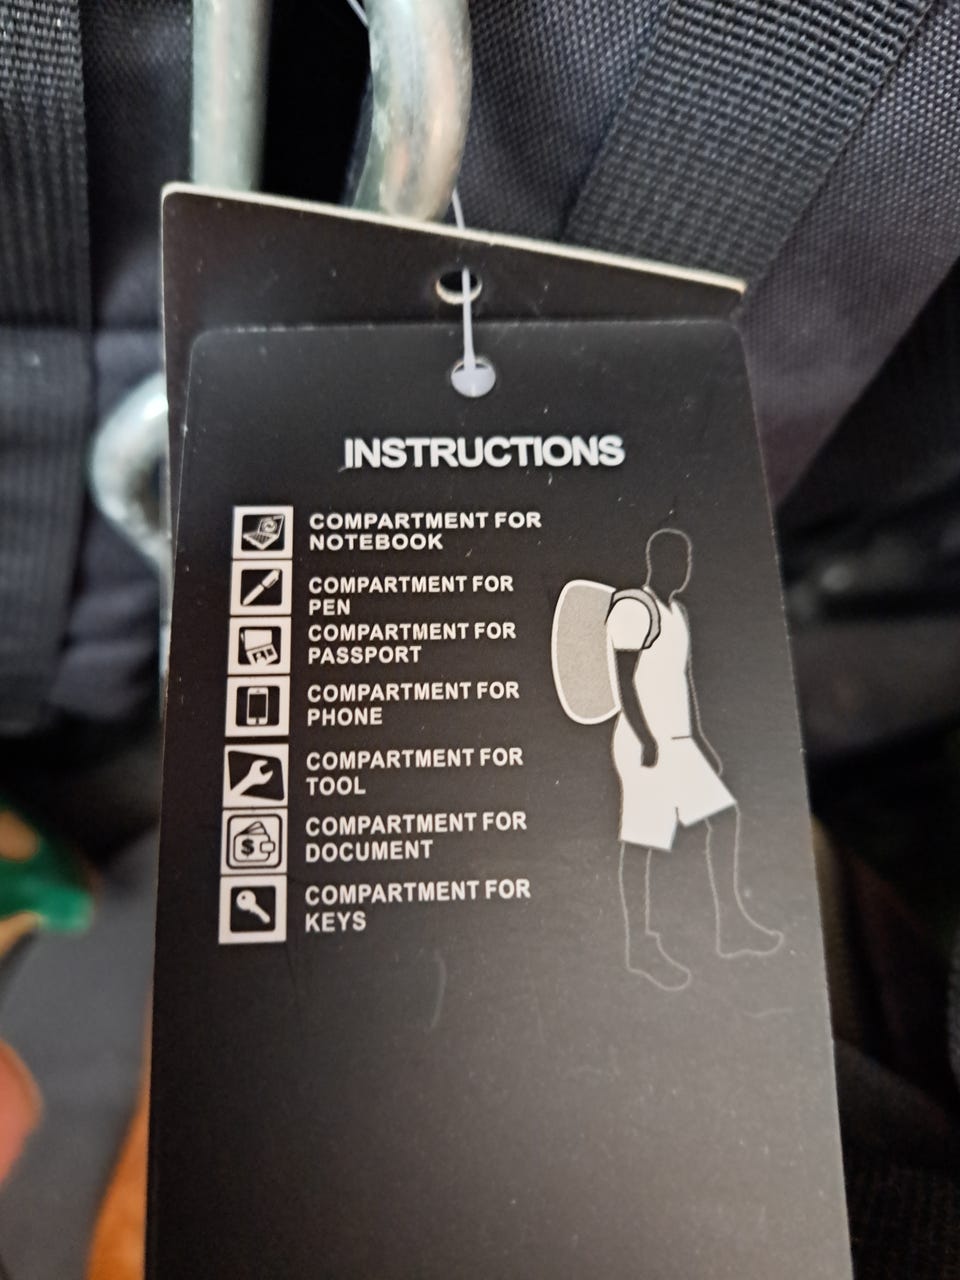 INSTRUCTIONS
COMPARTMENT FOR
NOTEBOOK
COMPARTMENT FOR
PEN
COMPARTMENT FOR
PASSPORT
COMPARTMENT FOR
PHONE
COMPARTMENT FOR
TOOL
COMPARTMENT FOR
DOCUMENT
$
COMPARTMENT FOR
KEYS